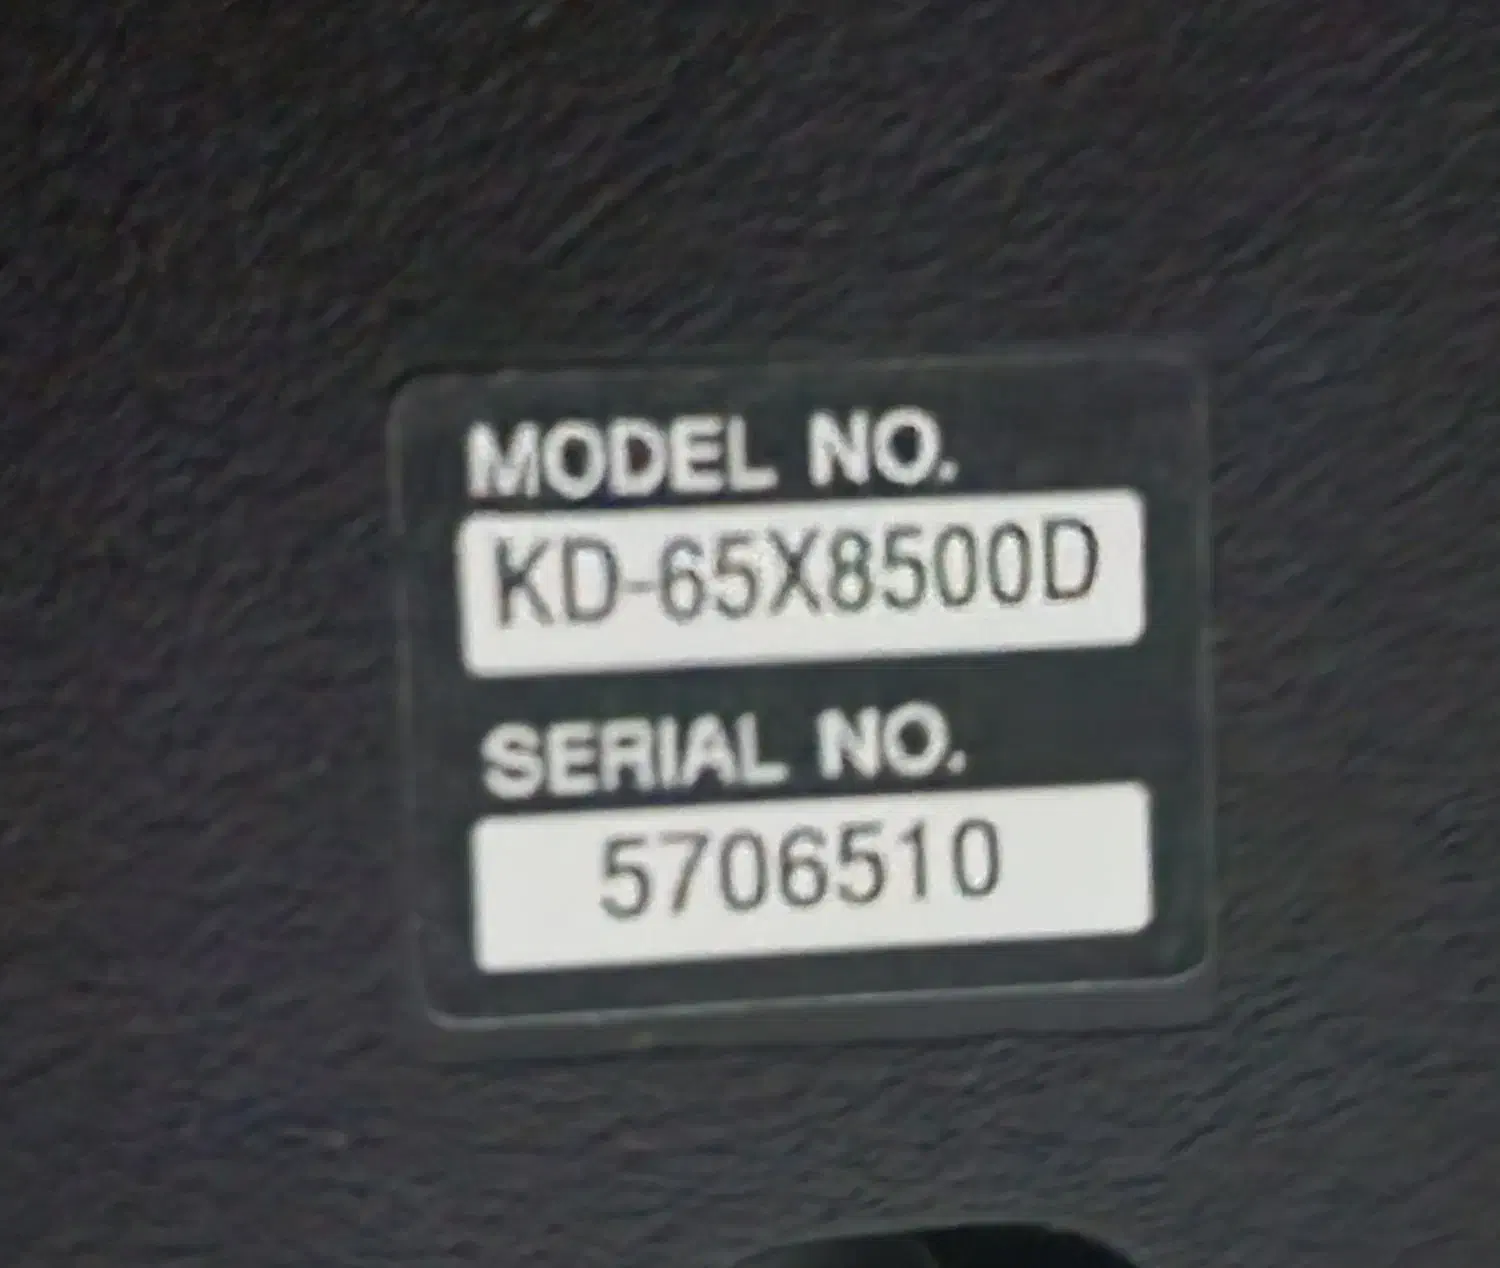 MODEL NO.
KD-65X8500D
SERIAL NO.
5706510